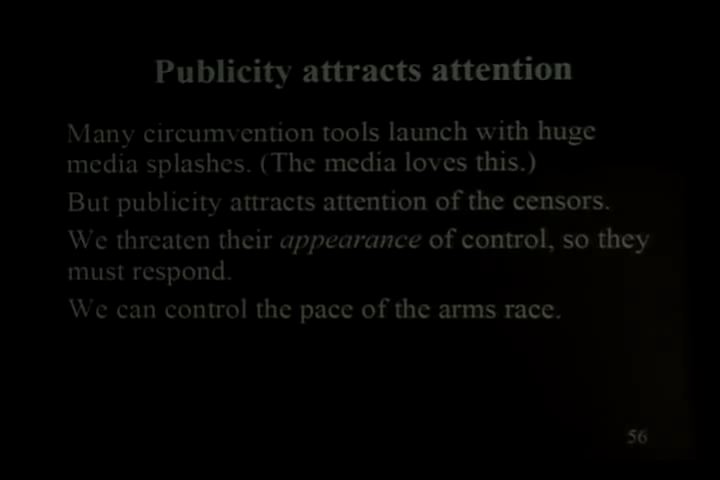 Publicity attracts attention
Many circumvention tools launch with huge
media splashes. (The media loves this.)
But publicity attracts attention of the censors.
We threaten their appearance of control, so they
must respond.
We can control the pace of the arms race.
56